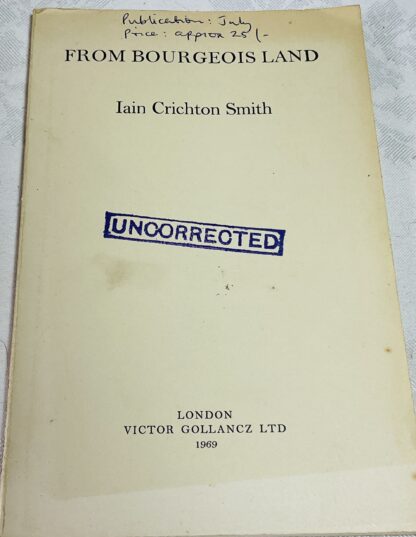 Publication: July
Price: approx 25/-
FROM BOURGEOIS LAND
Iain Crichton Smith
UNCORRECTED
LONDON
VICTOR GOLLANCZ LTD
1969